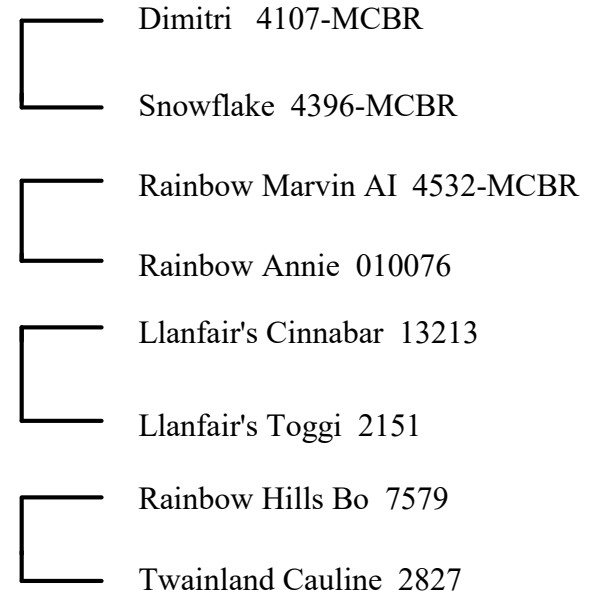 Dimitri 4107-MCBR
Snowflake 4396-MCBR
Rainbow Marvin AI 4532-MCBR
Rainbow Annie 010076
Llanfair's Cinnabar 13213
Llanfair's Toggi 2151
Rainbow Hills Bo 7579
Twainland Cauline 2827